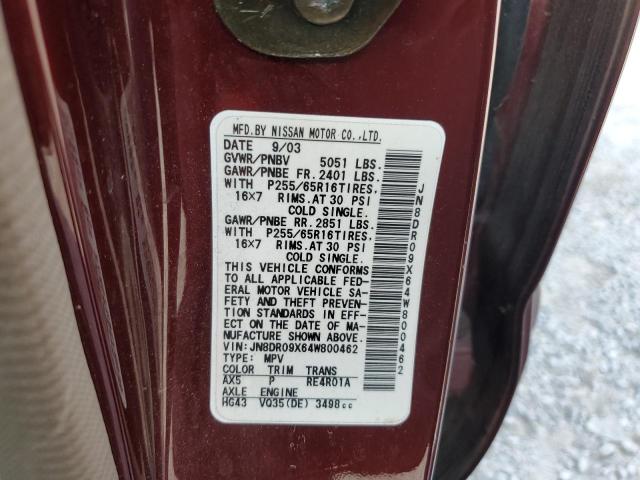 MFD.BY NISSAN MOTOR CO.,LTD.
DATE 9/03
GVWR/PNBV 5051 LBS.
GAWR/PNBE FR. 2401 LBS.
WITH P255/65R16TIRES.
16X7 RIMS.AT 30 PSI
COLD SINGLE.
GAWR/PNBE RR. 2851 LBS.
WITH P255/65R16TIRES.
16X7 RIMS.AT 30 PSI
COLD SINGLE.
THIS VEHICLE CONFORMS
TO ALL APPLICABLE FED-
ERAL MOTOR VEHICLE SA-
FETY AND THEFT PREVEN-
TION STANDARDS IN EFF-
ECT ON THE DATE OF MA-
NUFACTURE SHOWN ABOVE.
VIN:JN8DR09X64W800462
TYPE: MPV
COLOR TRIM TRANS
AX5 P RE4R01A
AXLE ENGINE
HG43 VQ35(DE) 3498cc
JN8DR09X64W800462